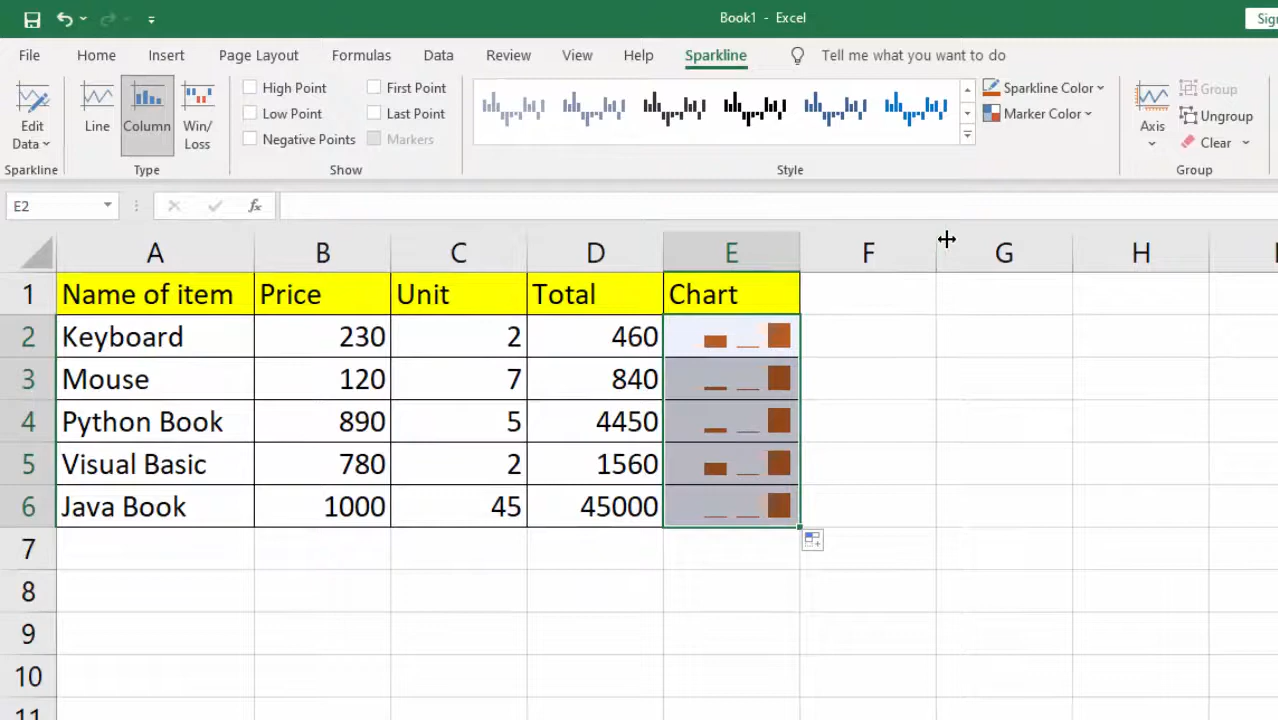 Book1 - Excel
Sig
File Home Insert Page Layout Formulas Data Review View Help Sparkline Tell me what you want to do
Edit Data
Line
Column
Win/
Loss
High Point
Low Point
Negative Points
First Point
Last Point
Markers
Sparkline Color
Marker Color
Axis
Group
Ungroup
Clear
Sparkline Type Show Style Group
E2 fx
A B C D E F G H
1 Name of item Price Unit Total Chart
2 Keyboard 230 2 460
3 Mouse 120 7 840
4 Python Book 890 5 4450
5 Visual Basic 780 2 1560
6 Java Book 1000 45 45000
7
8
9
10
11